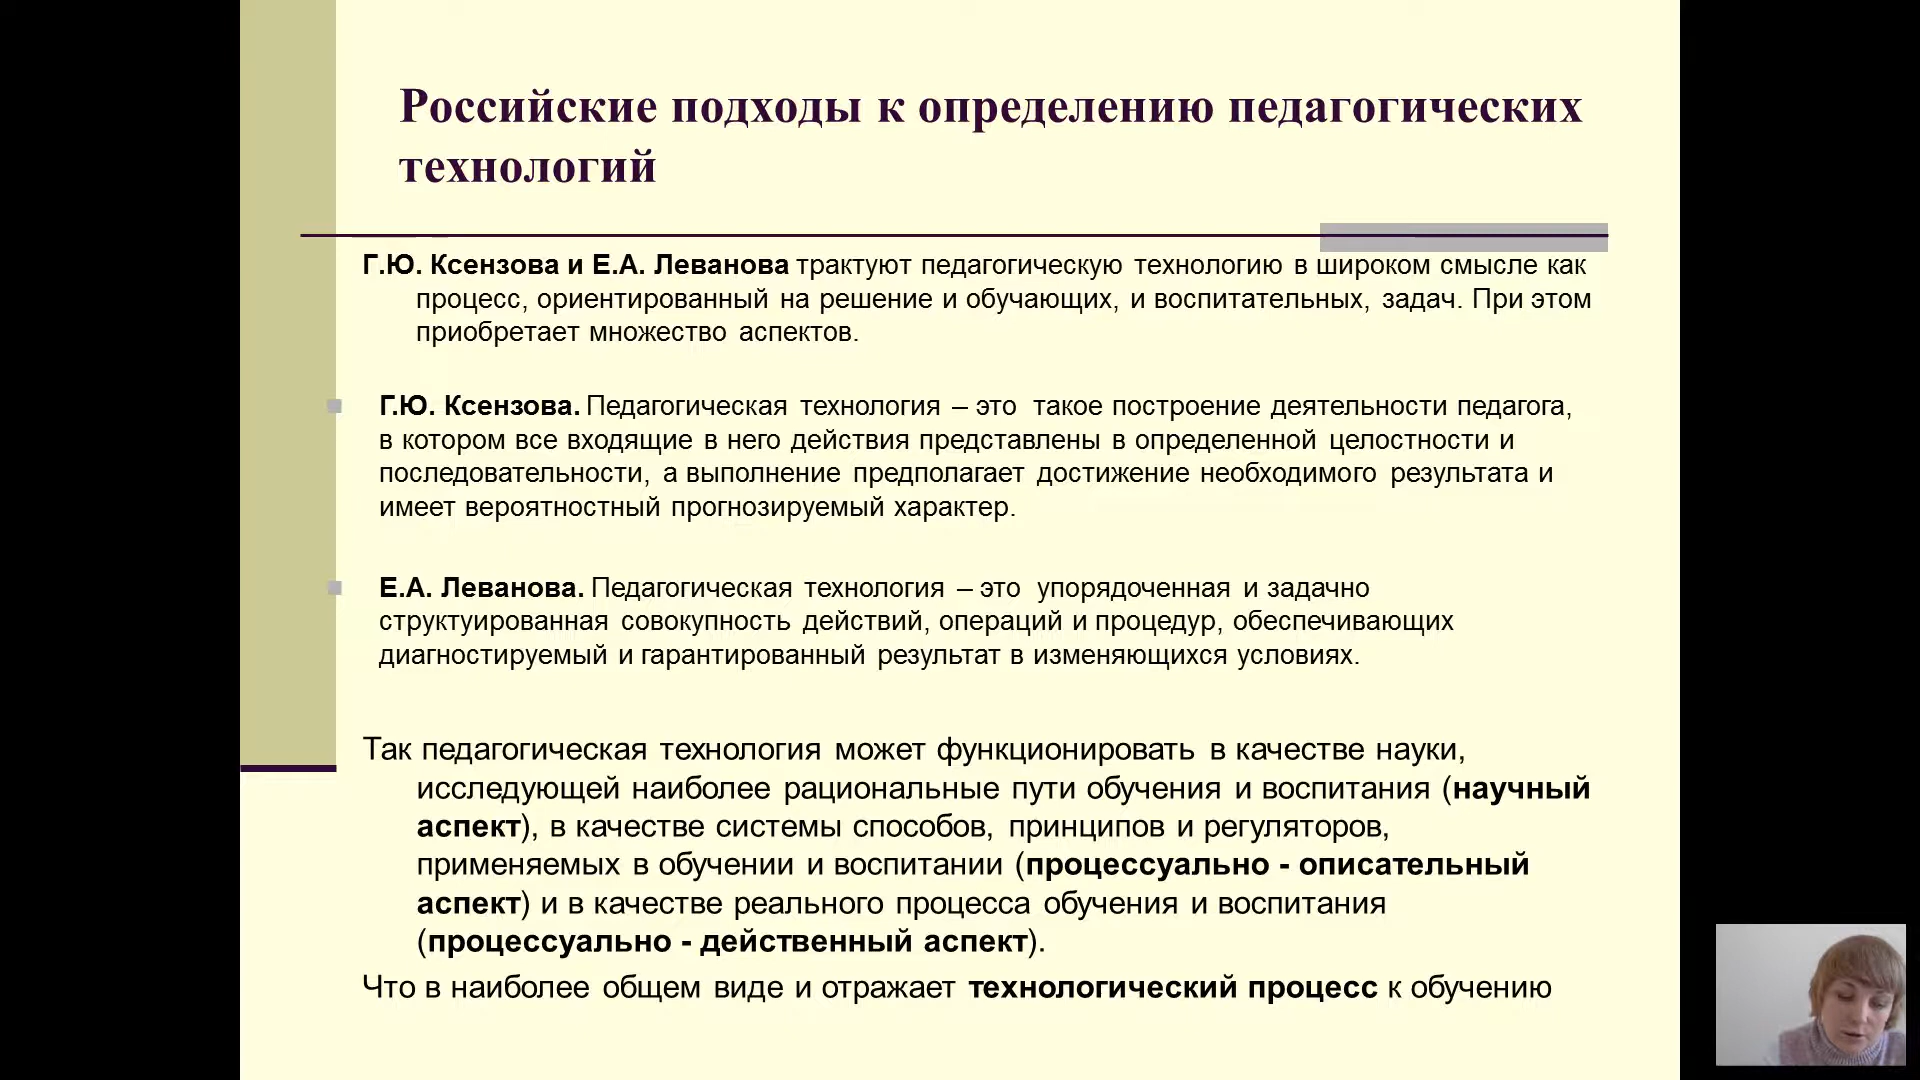 Российские подходы к определению педагогических
технологий
Г.Ю. Ксензова и Е.А. Леванова трактуют педагогическую технологию в широком смысле как
процесс, ориентированный на решение и обучающих, и воспитательных, задач. При этом
приобретает множество аспектов.
Г.Ю. Ксензова. Педагогическая технология – это такое построение деятельности педагога,
в котором все входящие в него действия представлены в определенной целостности и
последовательности, а выполнение предполагает достижение необходимого результата и
имеет вероятностный прогнозируемый характер.
Е.А. Леванова. Педагогическая технология – это упорядоченная и задачно
структуированная совокупность действий, операций и процедур, обеспечивающих
диагностируемый и гарантированный результат в изменяющихся условиях.
Так педагогическая технология может функционировать в качестве науки,
исследующей наиболее рациональные пути обучения и воспитания (научный
аспект), в качестве системы способов, принципов и регуляторов,
применяемых в обучении и воспитании (процессуально - описательный
аспект) и в качестве реального процесса обучения и воспитания
(процессуально - действенный аспект).
Что в наиболее общем виде и отражает технологический процесс к обучению